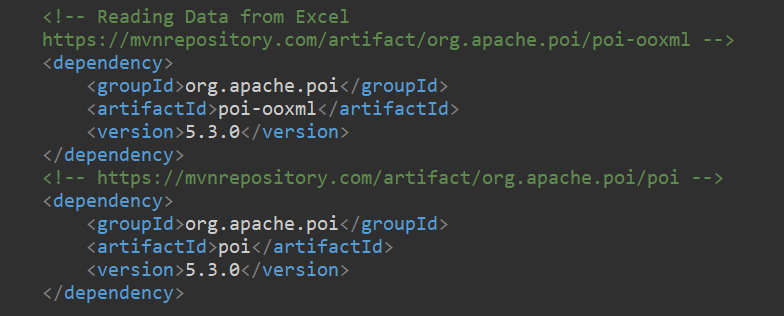 <!-- Reading Data from Excel
https://mvnrepository.com/artifact/org.apache.poi/poi-ooxml -->
<dependency>
    <groupId>org.apache.poi</groupId>
    <artifactId>poi-ooxml</artifactId>
    <version>5.3.0</version>
</dependency>
<!-- https://mvnrepository.com/artifact/org.apache.poi/poi -->
<dependency>
    <groupId>org.apache.poi</groupId>
    <artifactId>poi</artifactId>
    <version>5.3.0</version>
</dependency>